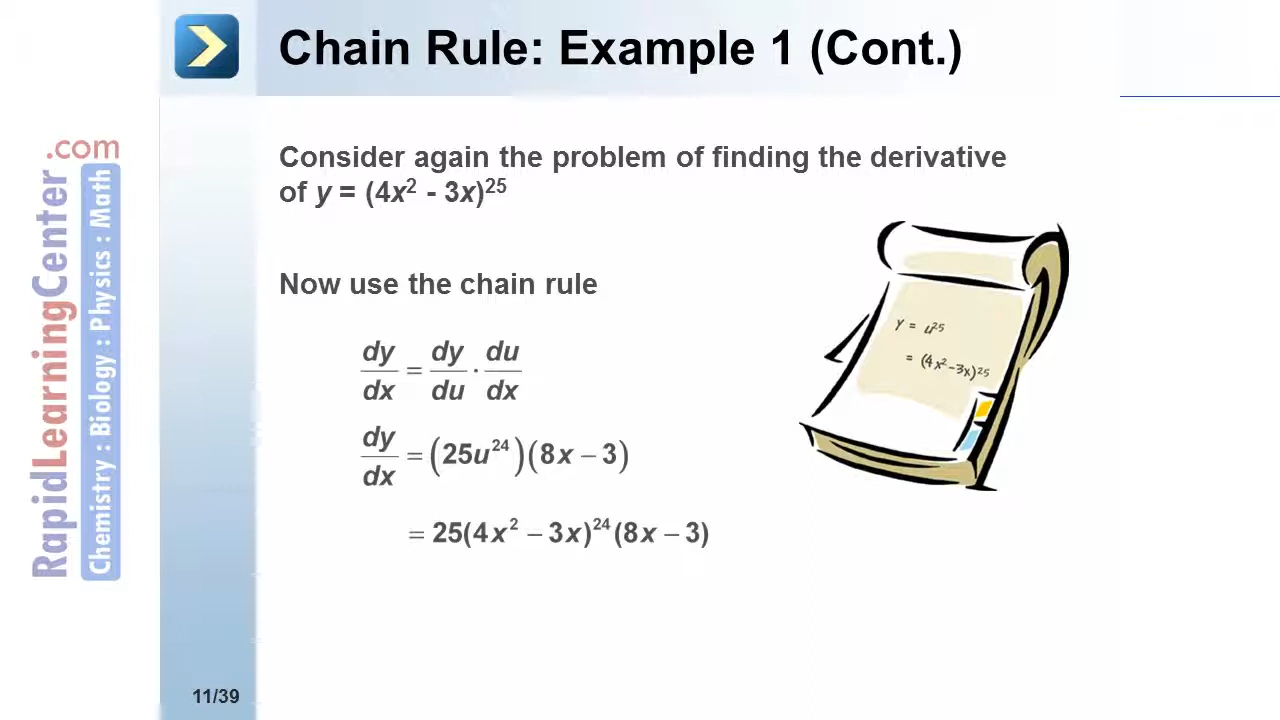 Chain Rule: Example 1 (Cont.)
RapidLearningCenter.com
Chemistry : Biology : Physics : Math
Consider again the problem of finding the derivative
of y = (4x² - 3x)²⁵
Now use the chain rule
dy/dx = dy/du · du/dx
dy/dx = (25u²⁴)(8x − 3)
= 25(4x² − 3x)²⁴(8x − 3)
y = u²⁵
= (4x²-3x)²⁵
11/39